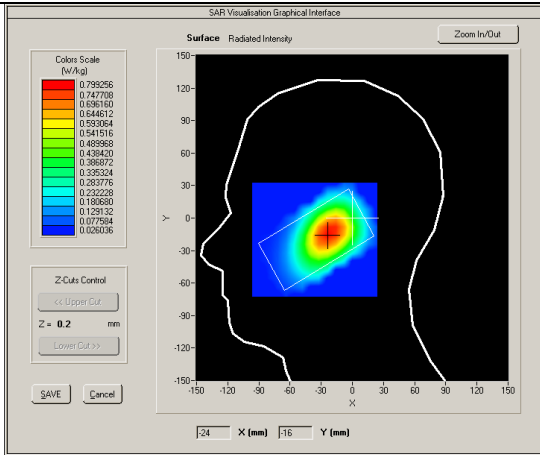 SAR Visualisation Graphical Interface
Surface Radiated Intensity
Zoom In/Out
Colors Scale
(W/kg)
0.799256
0.747708
0.696160
0.644612
0.593064
0.541516
0.489968
0.438420
0.386872
0.335324
0.283776
0.232228
0.180680
0.129132
0.077584
0.026036
Z-Cuts Control
<< Upper Cut
Z = 0.2 mm
Lower Cut >>
SAVE
Cancel
150
120
90
60
30
0
-30
-60
-90
-120
-150
Y
-150 -120 -90 -60 -30 0 30 60 90 120 150
X
-24 X (mm) -16 Y (mm)